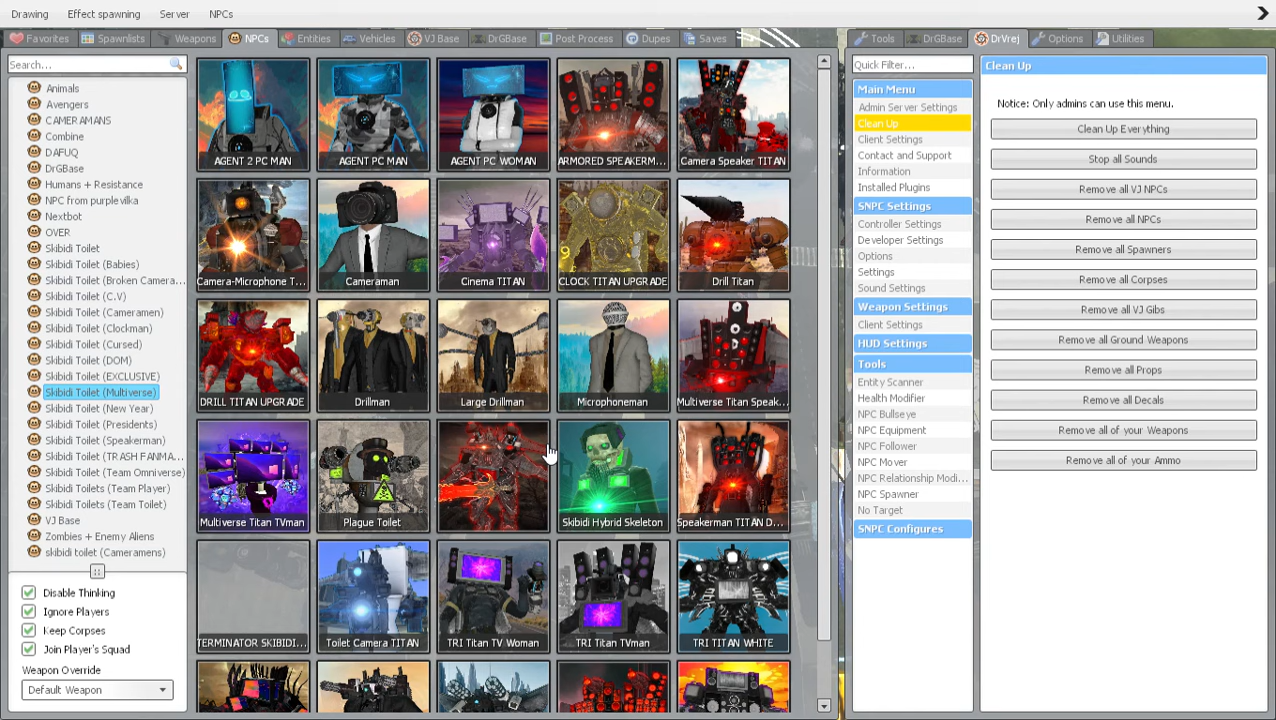 Drawing Effect spawning Server NPCs
Favorites Spawnlists Weapons NPCs Entities Vehicles VJ Base DrGBase Post Process Dupes Saves
Search...
Animals
Avengers
CAMERAMANS
Combine
DAFUQ
DrGBase
Humans + Resistance
NPC from purplevilka
Nextbot
OVER
Skibidi Toilet
Skibidi Toilet (Babies)
Skibidi Toilet (Broken Camera...
Skibidi Toilet (C.V)
Skibidi Toilet (Cameramen)
Skibidi Toilet (Clockman)
Skibidi Toilet (Cursed)
Skibidi Toilet (DOM)
Skibidi Toilet (EXCLUSIVE)
Skibidi Toilet (Multiverse)
Skibidi Toilet (New Year)
Skibidi Toilet (Presidents)
Skibidi Toilet (Speakerman)
Skibidi Toilet (TRASH FANMA...
Skibidi Toilet (Team Omniverse)
Skibidi Toilets (Team Player)
Skibidi Toilets (Team Toilet)
VJ Base
Zombies + Enemy Aliens
skibidi toilet (Cameramens)
Disable Thinking
Ignore Players
Keep Corpses
Join Player's Squad
Weapon Override
Default Weapon
AGENT 2 PC MAN AGENT PC MAN AGENT PC WOMAN ARMORED SPEAKERM... Camera Speaker TITAN
Camera-Microphone T... Cameraman Cinema TITAN CLOCK TITAN UPGRADE Drill Titan
DRILL TITAN UPGRADE Drillman Large Drillman Microphoneman Multiverse Titan Speak...
Multiverse Titan TVman Plague Toilet Skibidi Hybrid Skeleton Speakerman TITAN D...
TERMINATOR SKIBIDI... Toilet Camera TITAN TRI Titan TV Woman TRI Titan TVman TRI TITAN WHITE
Tools DrGBase DrVrej Options Utilities
Quick Filter...
Main Menu
Admin Server Settings
Clean Up
Client Settings
Contact and Support
Information
Installed Plugins
SNPC Settings
Controller Settings
Developer Settings
Options
Settings
Sound Settings
Weapon Settings
Client Settings
HUD Settings
Tools
Entity Scanner
Health Modifier
NPC Bullseye
NPC Equipment
NPC Follower
NPC Mover
NPC Relationship Modi...
NPC Spawner
No Target
SNPC Configures
Clean Up
Notice: Only admins can use this menu.
Clean Up Everything
Stop all Sounds
Remove all VJ NPCs
Remove all NPCs
Remove all Spawners
Remove all Corpses
Remove all VJ Gibs
Remove all Ground Weapons
Remove all Props
Remove all Decals
Remove all of your Weapons
Remove all of your Ammo